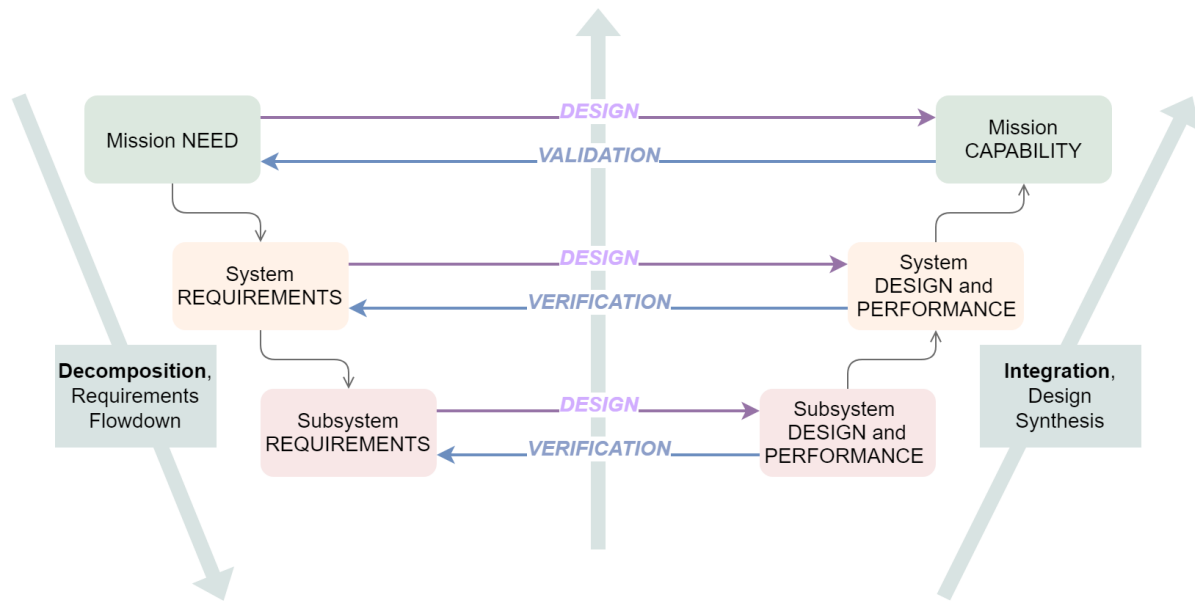 DESIGN
Mission NEED
Mission
CAPABILITY
VALIDATION
System
REQUIREMENTS
DESIGN
System
DESIGN and
PERFORMANCE
VERIFICATION
Decomposition,
Requirements
Flowdown
Integration,
Design
Synthesis
Subsystem
REQUIREMENTS
DESIGN
Subsystem
DESIGN and
PERFORMANCE
VERIFICATION